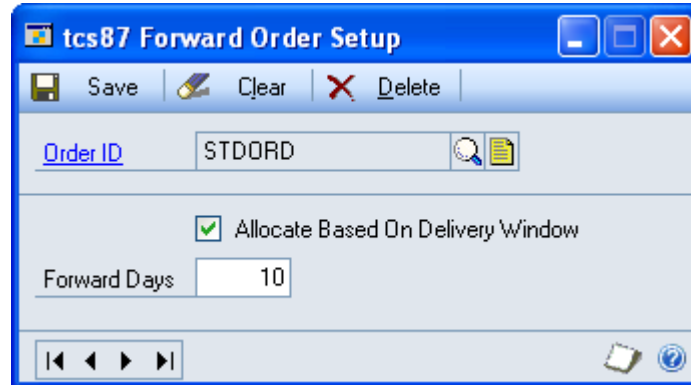 tcs87 Forward Order Setup
Save Clear Delete
Order ID STDORD
Allocate Based On Delivery Window
Forward Days 10